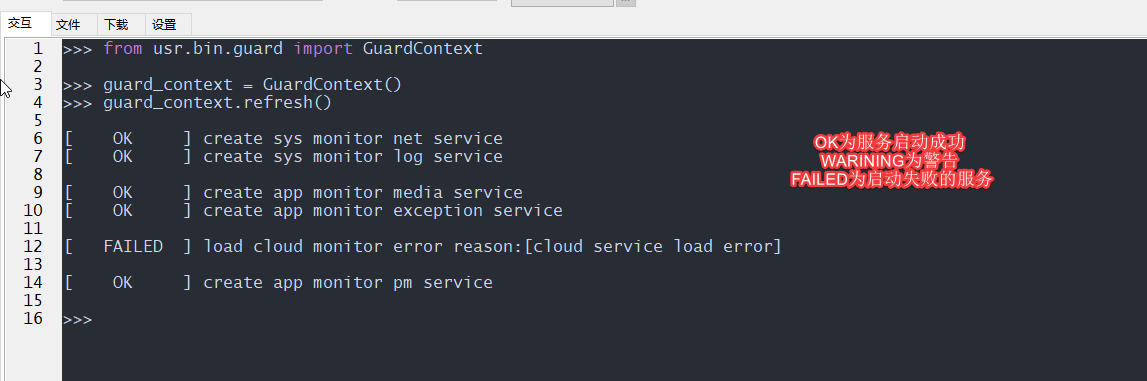 交互 文件 下载 设置
1 >>> from usr.bin.guard import GuardContext
2
3 >>> guard_context = GuardContext()
4 >>> guard_context.refresh()
5
6 [ OK ] create sys monitor net service
7 [ OK ] create sys monitor log service
8
9 [ OK ] create app monitor media service
10 [ OK ] create app monitor exception service
11
12 [ FAILED ] load cloud monitor error reason:[cloud service load error]
13
14 [ OK ] create app monitor pm service
15
16 >>>
OK为服务启动成功
WARINING为警告
FAILED为启动失败的服务